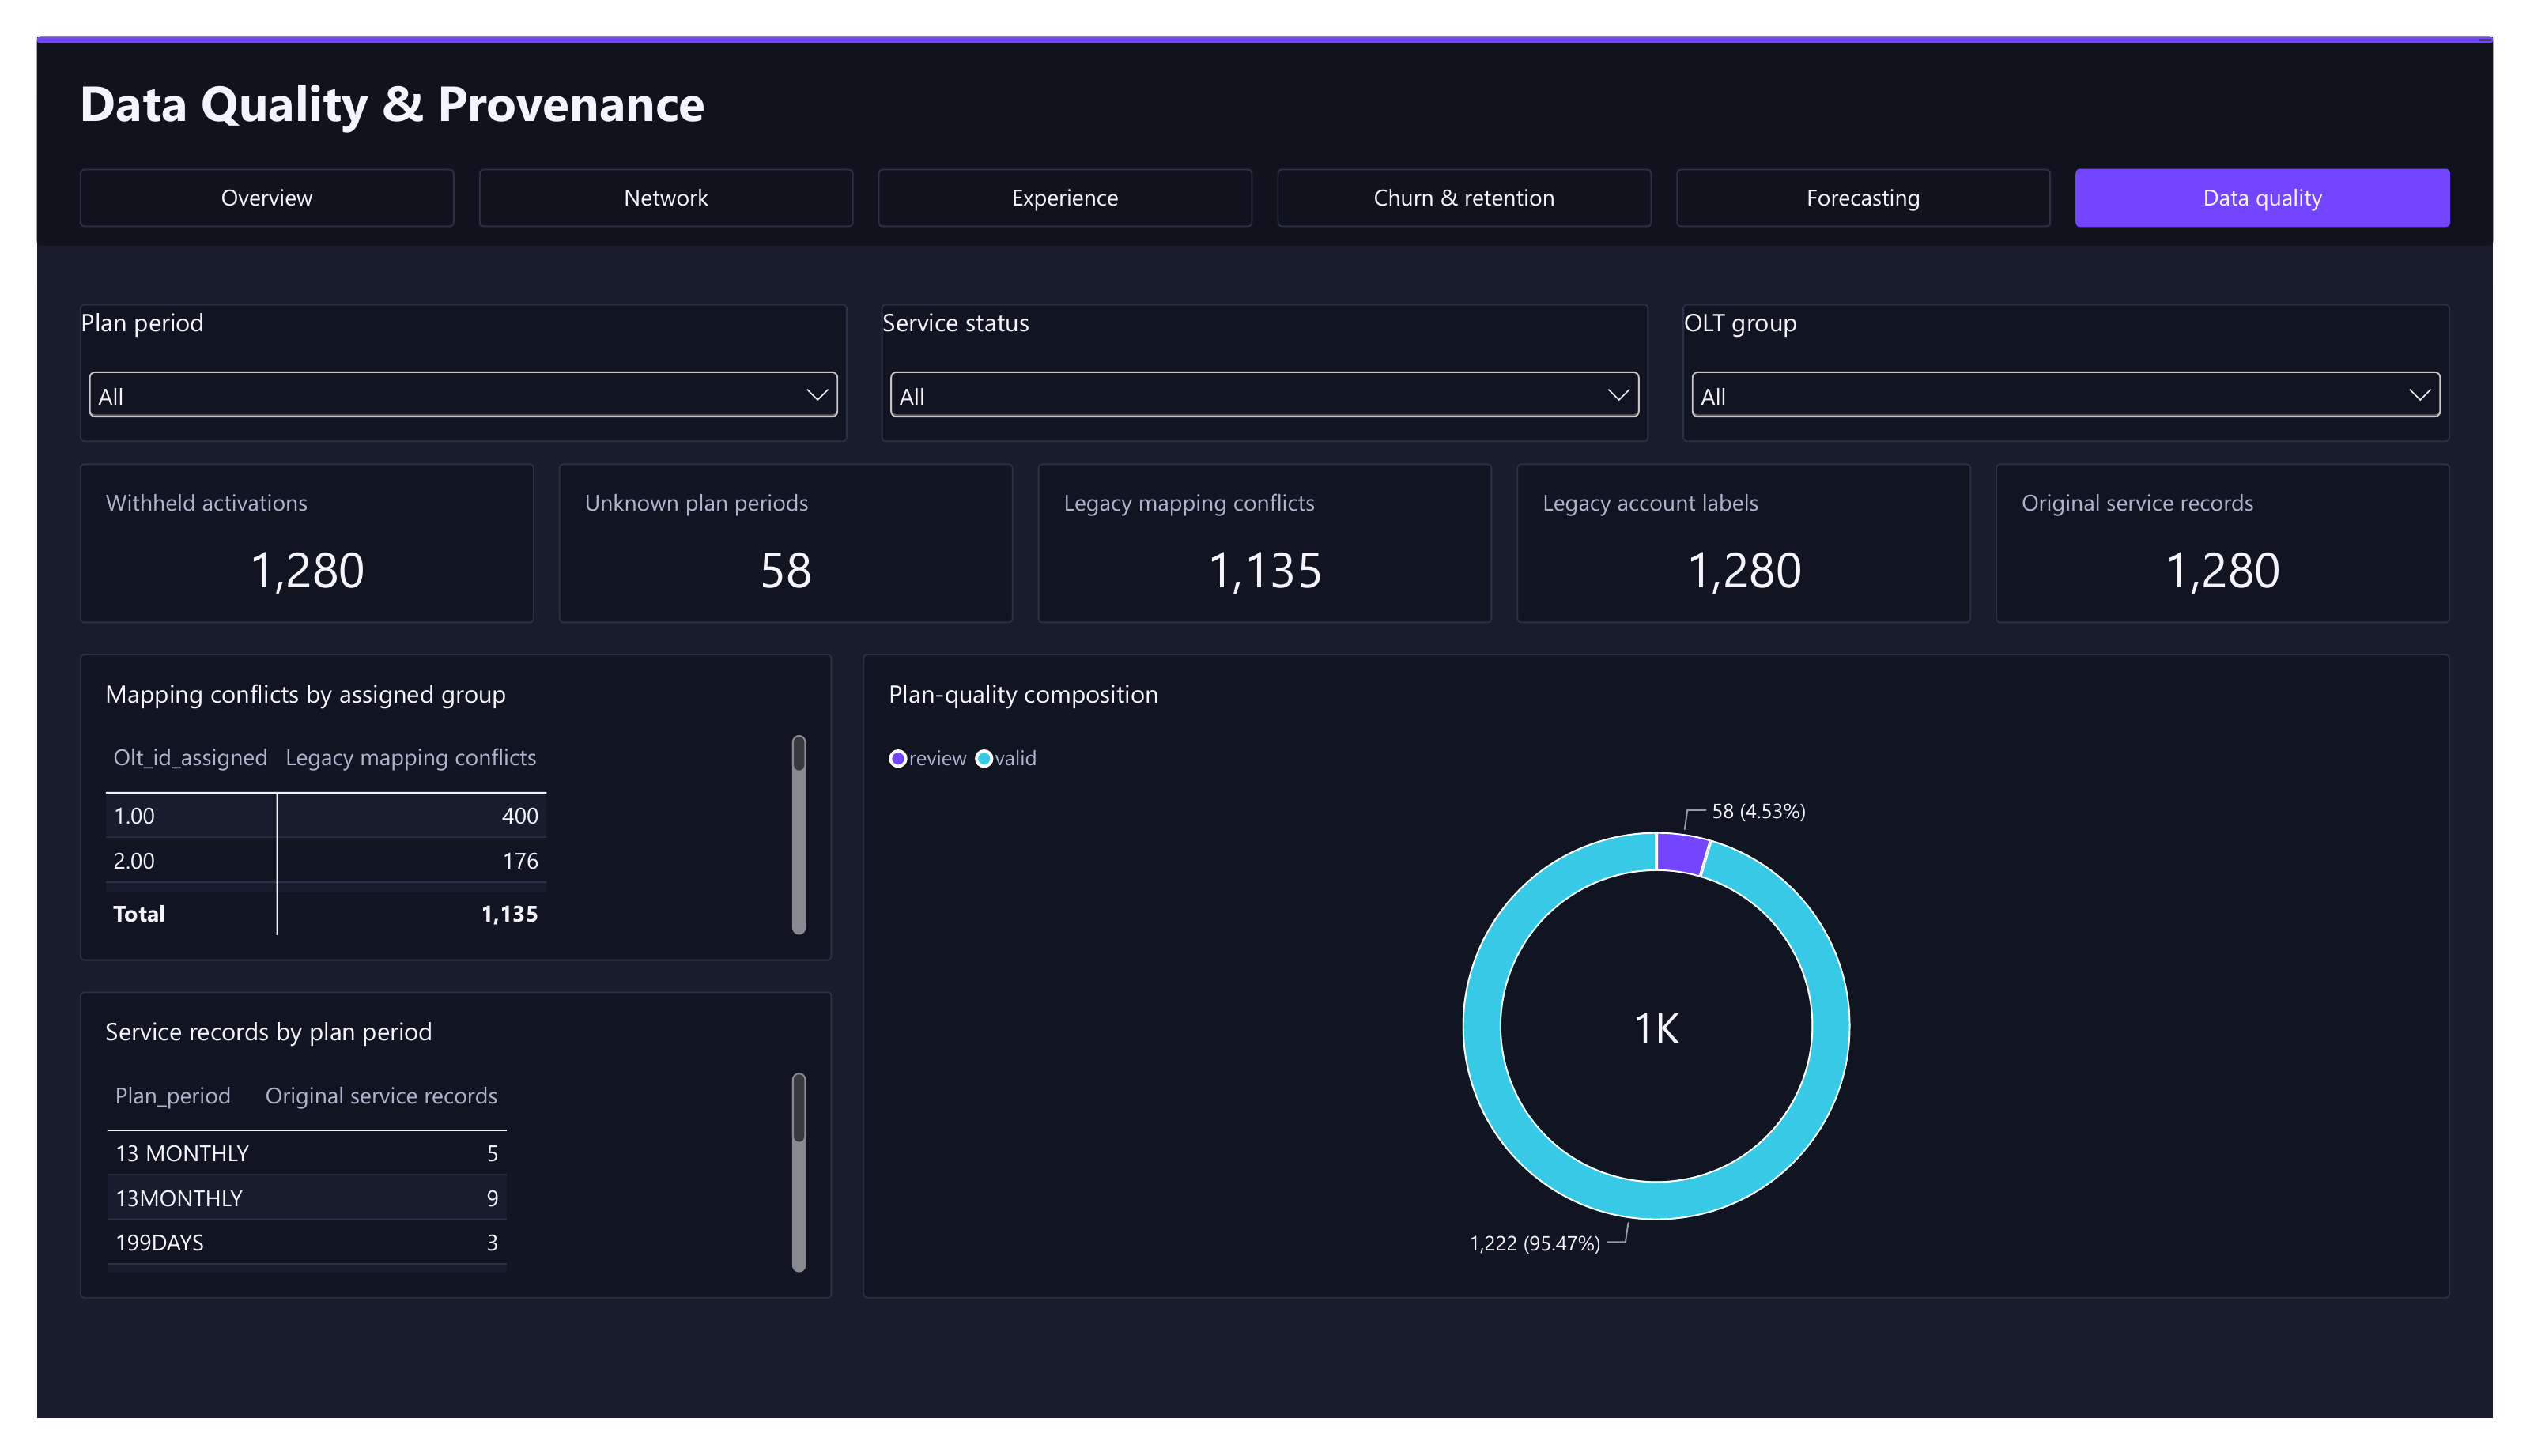 Data Quality & Provenance
Overview
Network
Experience
Churn & retention
Forecasting
Data quality
Plan period
All
Service status
All
OLT group
All
Withheld activations
1,280
Unknown plan periods
58
Legacy mapping conflicts
1,135
Legacy account labels
1,280
Original service records
1,280
Mapping conflicts by assigned group
Olt_id_assigned Legacy mapping conflicts
1.00 400
2.00 176
Total 1,135
Service records by plan period
Plan_period Original service records
13 MONTHLY 5
13MONTHLY 9
199DAYS 3
Plan-quality composition
review valid
58 (4.53%)
1K
1,222 (95.47%)